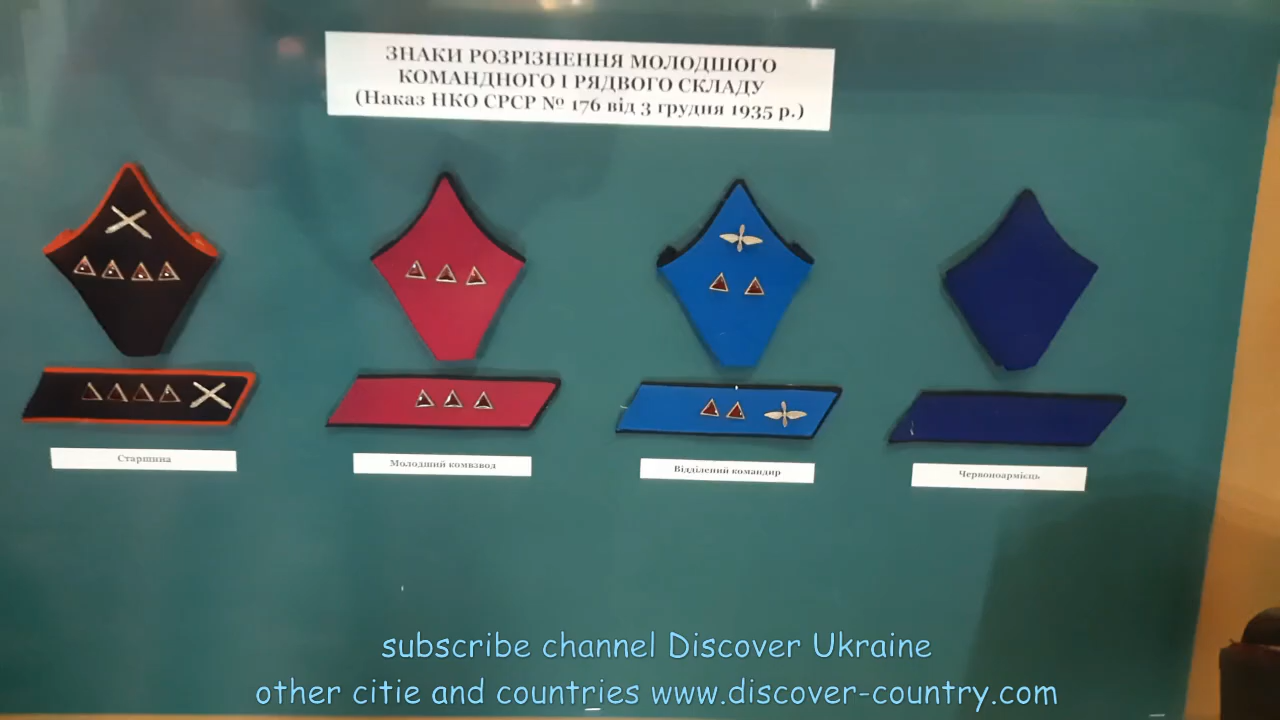 ЗНАКИ РОЗРІЗНЕННЯ МОЛОДШОГО
КОМАНДНОГО І РЯДВОГО СКЛАДУ
(Наказ НКО СРСР № 176 від 3 грудня 1935 р.)
Старшина
Молодший комвзвод
Відділений командир
Червоноармієць
subscribe channel Discover Ukraine
other citie and countries www.discover-country.com